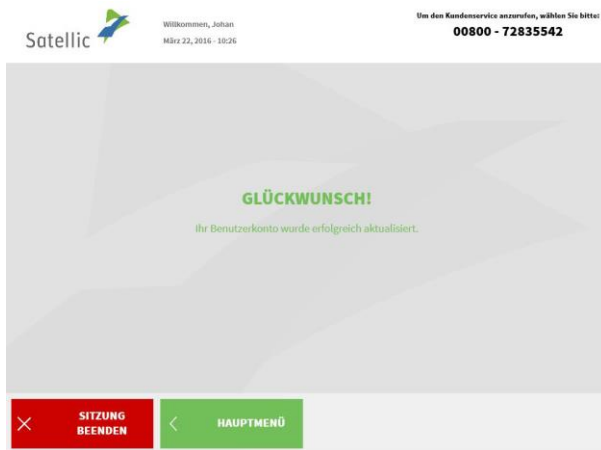 Satellic
Willkommen, Johan
März 22, 2016 - 10:26
Um den Kundenservice anzurufen, wählen Sie bitte:
00800 - 72835542
GLÜCKWUNSCH!
Ihr Benutzerkonto wurde erfolgreich aktualisiert.
SITZUNG
BEENDEN
HAUPTMENÜ